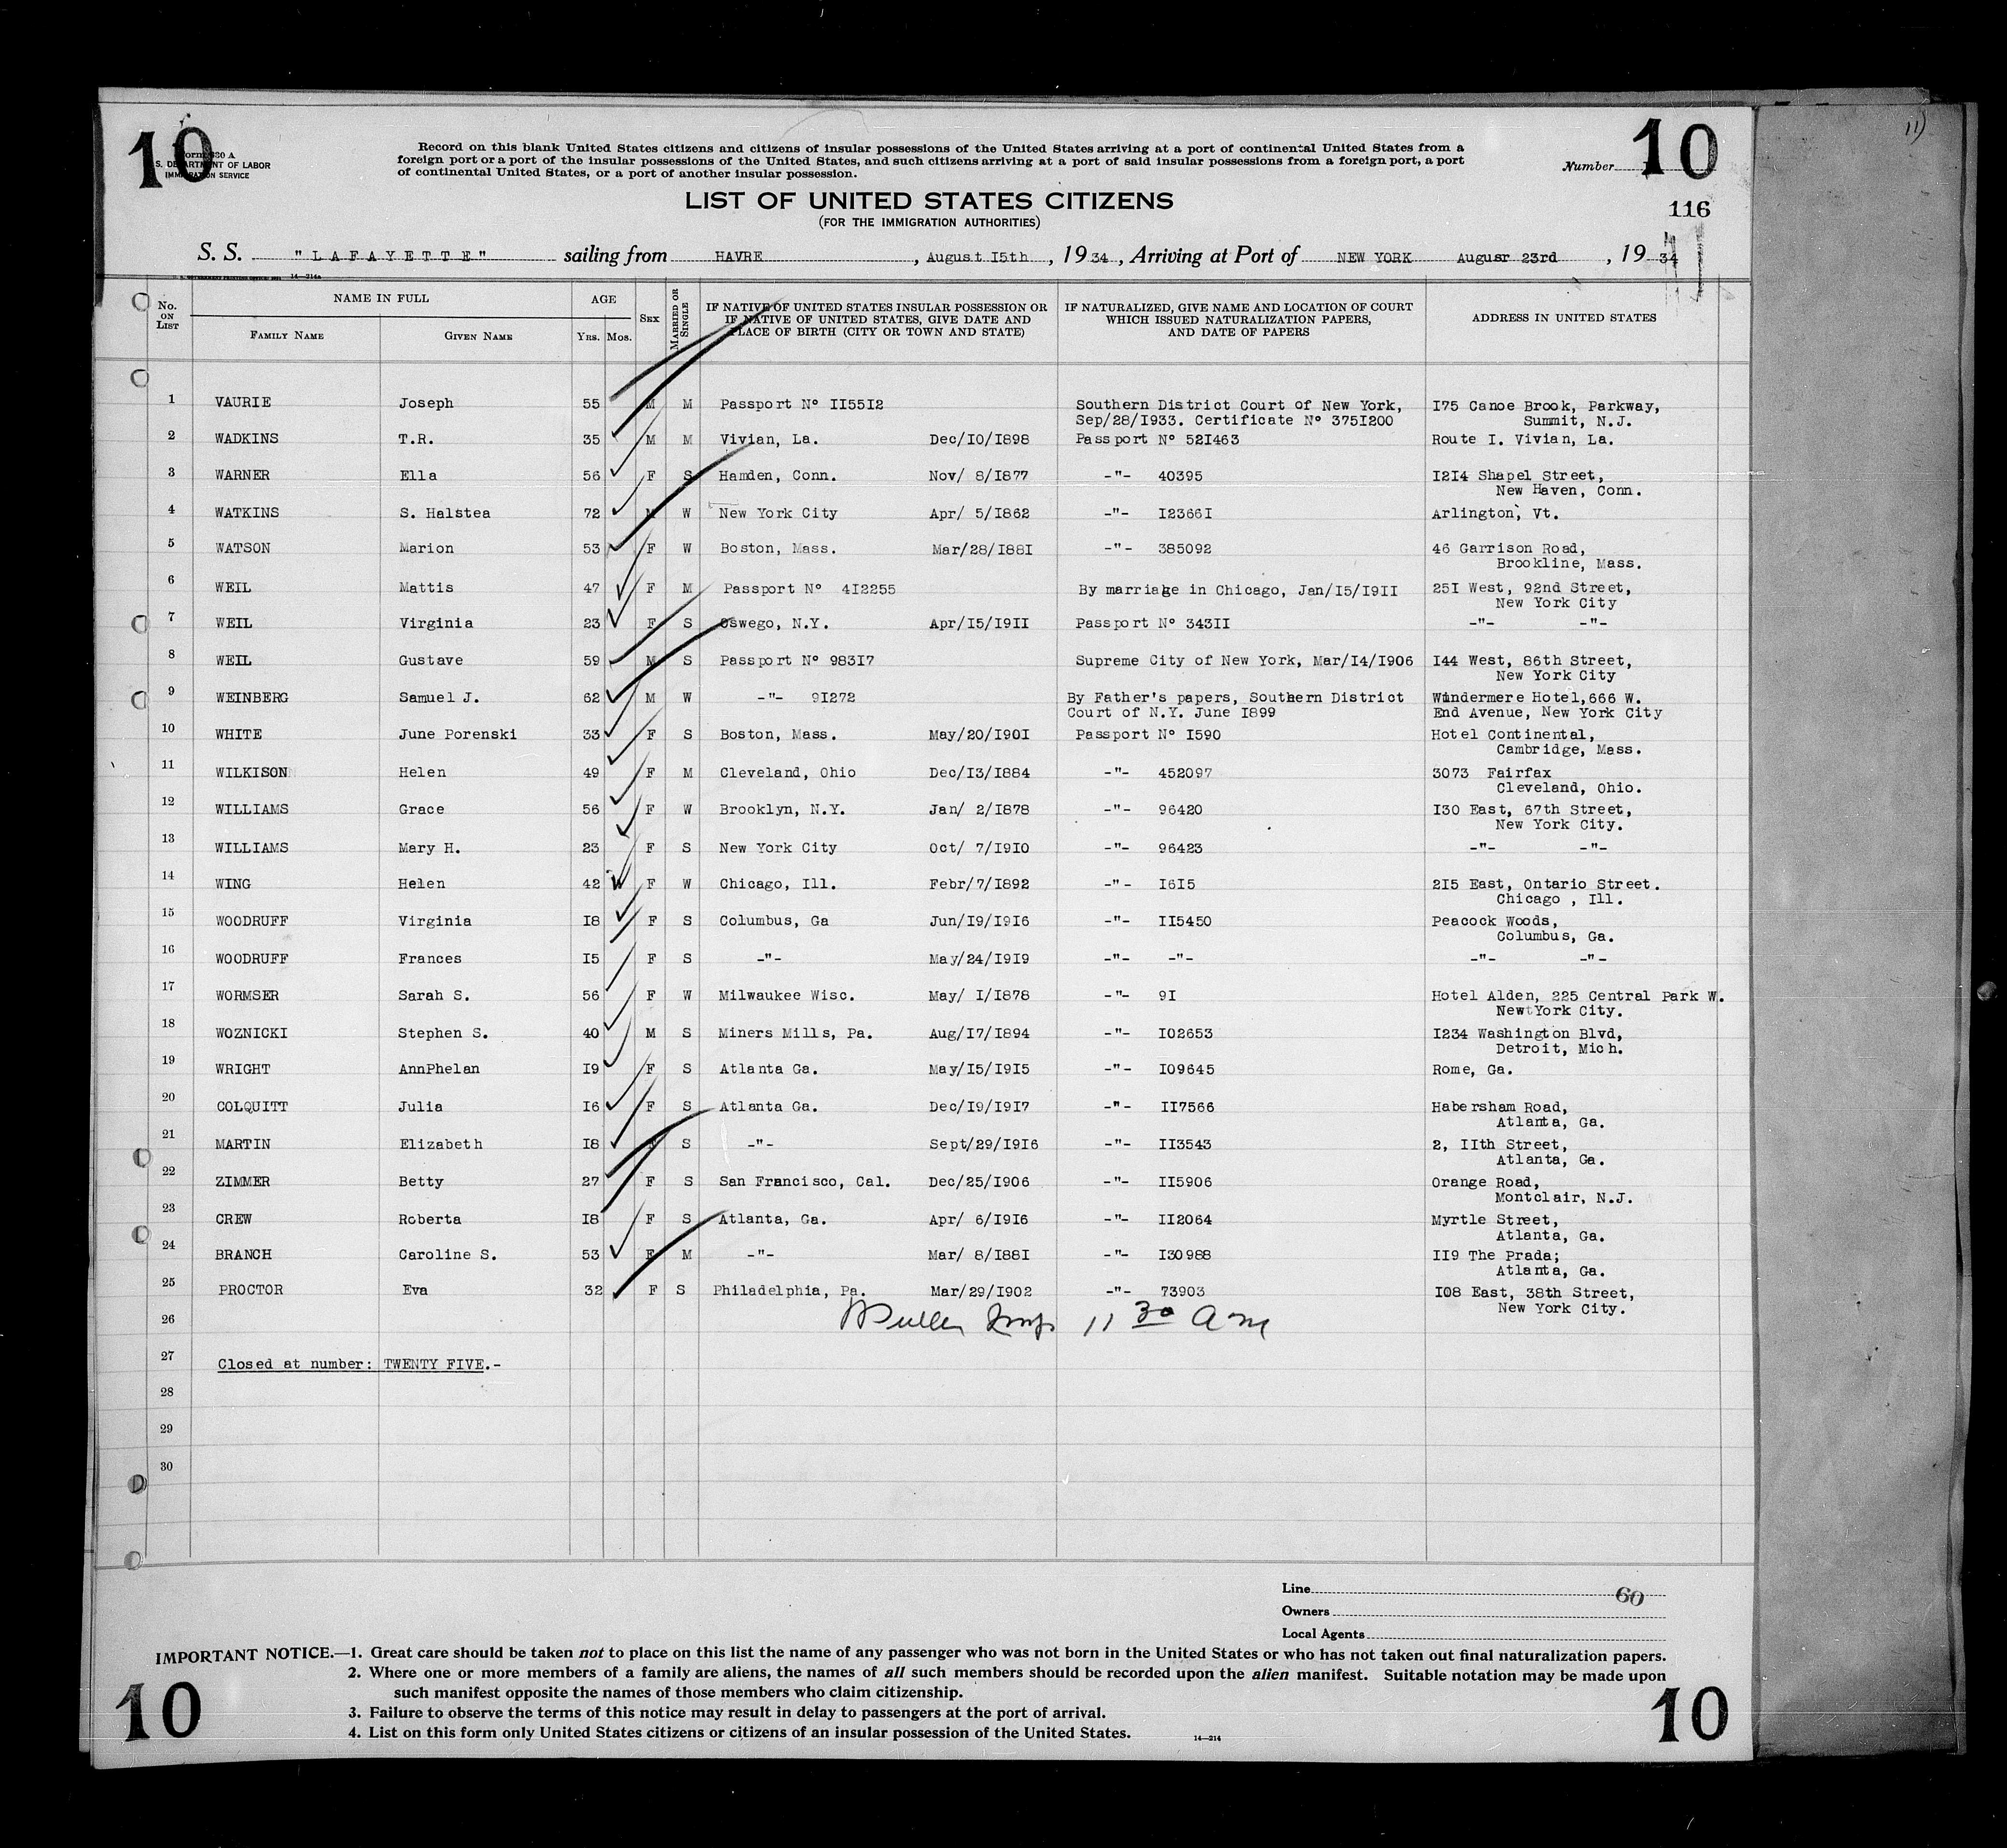 10
Form 630 A
S. DEPARTMENT OF LABOR
IMMIGRATION SERVICE
Record on this blank United States citizens and citizens of insular possessions of the United States arriving at a port of continental United States from a
foreign port or a port of the insular possessions of the United States, and such citizens arriving at a port of said insular possessions from a foreign port, a port
of continental United States, or a port of another insular possession.
Number 10
11)
116
LIST OF UNITED STATES CITIZENS
(FOR THE IMMIGRATION AUTHORITIES)
S. S. "LAFAYETTE" sailing from HAVRE, August I5th, 1934, Arriving at Port of NEW YORK Augusr 23rd, 1934
14—214a
No. ON LIST NAME IN FULL AGE SEX MARRIED OR SINGLE IF NATIVE OF UNITED STATES INSULAR POSSESSION OR IF NATIVE OF UNITED STATES, GIVE DATE AND PLACE OF BIRTH (CITY OR TOWN AND STATE) IF NATURALIZED, GIVE NAME AND LOCATION OF COURT WHICH ISSUED NATURALIZATION PAPERS, AND DATE OF PAPERS ADDRESS IN UNITED STATES
FAMILY NAME GIVEN NAME YRS. MOS.
1 VAURIE Joseph 55 M M Passport Nº II55I2 Southern District Court of New York, I75 Canoe Brook, Parkway,
Sep/28/I933. Certificate Nº 375I200 Summit, N.J.
2 WADKINS T.R. 35 M M Vivian, La. Dec/I0/I898 Passport Nº 52I463 Route I. Vivian, La.
3 WARNER Ella 56 F S Hamden, Conn. Nov/ 8/I877 -"- 40395 I2I4 Shapel Street,
New Haven, Conn.
4 WATKINS S. Halstea 72 M W New York City Apr/ 5/I862 -"- I2366I Arlington, Vt.
5 WATSON Marion 53 F W Boston, Mass. Mar/28/I88I -"- 385092 46 Garrison Road,
Brookline, Mass.
6 WEIL Mattis 47 F M Passport Nº 4I2255 By marriage in Chicago, Jan/I5/I9II 25I West, 92nd Street,
New York City
7 WEIL Virginia 23 F S Oswego, N.Y. Apr/I5/I9II Passport Nº 343II -"- -"-
8 WEIL Gustave 59 M S Passport Nº 983I7 Supreme City of New York, Mar/I4/I906 I44 West, 86th Street,
New York City
9 WEINBERG Samuel J. 62 M W -"- 9I272 By Father's papers, Southern District Windermere Hotel,666 W.
Court of N.Y. June I899 End Avenue, New York City
10 WHITE June Porenski 33 F S Boston, Mass. May/20/I90I Passport Nº I590 Hotel Continental,
Cambridge, Mass.
11 WILKISON Helen 49 F M Cleveland, Ohio Dec/I3/I884 -"- 452097 3073 Fairfax
Cleveland, Ohio.
12 WILLIAMS Grace 56 F W Brooklyn, N.Y. Jan/ 2/I878 -"- 96420 I30 East, 67th Street,
New York City.
13 WILLIAMS Mary H. 23 F S New York City Oct/ 7/I9I0 -"- 96423 -"- -"-
14 WING Helen 42 F W Chicago, Ill. Febr/7/I892 -"- I6I5 2I5 East, Ontario Street.
Chicago , Ill.
15 WOODRUFF Virginia I8 F S Columbus, Ga Jun/I9/I9I6 -"- II5450 Peacock Woods,
Columbus, Ga.
16 WOODRUFF Frances I5 F S -"- May/24/I9I9 -"- -"- -"- -"-
17 WORMSER Sarah S. 56 F W Milwaukee Wisc. May/ I/I878 -"- 9I Hotel Alden, 225 Central Park W.
NewtYork City.
18 WOZNICKI Stephen S. 40 M S Miners Mills, Pa. Aug/I7/I894 -"- I02653 I234 Washington Blvd,
Detroit, Mich.
19 WRIGHT AnnPhelan I9 F S Atlanta Ga. May/I5/I9I5 -"- I09645 Rome, Ga.
20 COLQUITT Julia I6 F S Atlanta Ga. Dec/I9/I9I7 -"- II7566 Habersham Road,
Atlanta, Ga.
21 MARTIN Elizabeth I8 F S -"- Sept/29/I9I6 -"- II3543 2, IIth Street,
Atlanta, Ga.
22 ZIMMER Betty 27 F S San Francisco, Cal. Dec/25/I906 -"- II5906 Orange Road,
Montclair, N.J.
23 CREW Roberta I8 F S Atlanta, Ga. Apr/ 6/I9I6 -"- II2064 Myrtle Street,
Atlanta, Ga.
24 BRANCH Caroline S. 53 F M -"- Mar/ 8/I88I -"- I30988 II9 The Prada;
Atlanta, Ga.
25 PROCTOR Eva 32 F S Philadelphia, Pa. Mar/29/I902 -"- 73903 I08 East, 38th Street,
New York City.
26 11 30 AM
27 Closed at number: TWENTY FIVE.-
28
29
30
Line 60
Owners
Local Agents
IMPORTANT NOTICE.—1. Great care should be taken not to place on this list the name of any passenger who was not born in the United States or who has not taken out final naturalization papers.
2. Where one or more members of a family are aliens, the names of all such members should be recorded upon the alien manifest. Suitable notation may be made upon
such manifest opposite the names of those members who claim citizenship.
3. Failure to observe the terms of this notice may result in delay to passengers at the port of arrival.
4. List on this form only United States citizens or citizens of an insular possession of the United States.
14—214
10
10